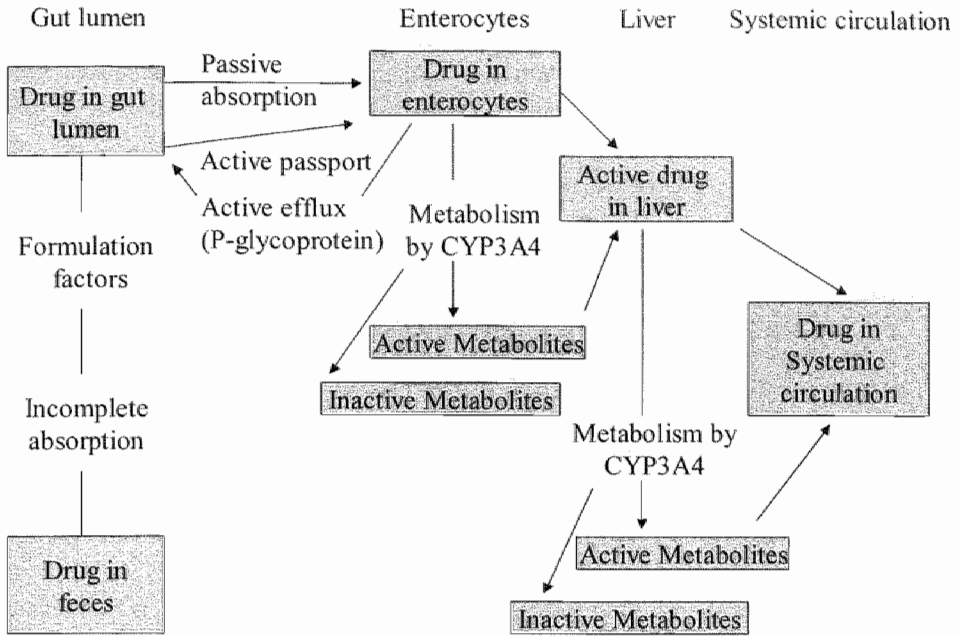 Gut lumen
Enterocytes
Liver
Systemic circulation
Drug in gut
lumen
Passive
absorption
Drug in
enterocytes
Active passport
Active efflux
(P-glycoprotein)
Metabolism
by CYP3A4
Active drug
in liver
Formulation
factors
Active Metabolites
Inactive Metabolites
Drug in
Systemic
circulation
Incomplete
absorption
Metabolism by
CYP3A4
Drug in
feces
Active Metabolites
Inactive Metabolites